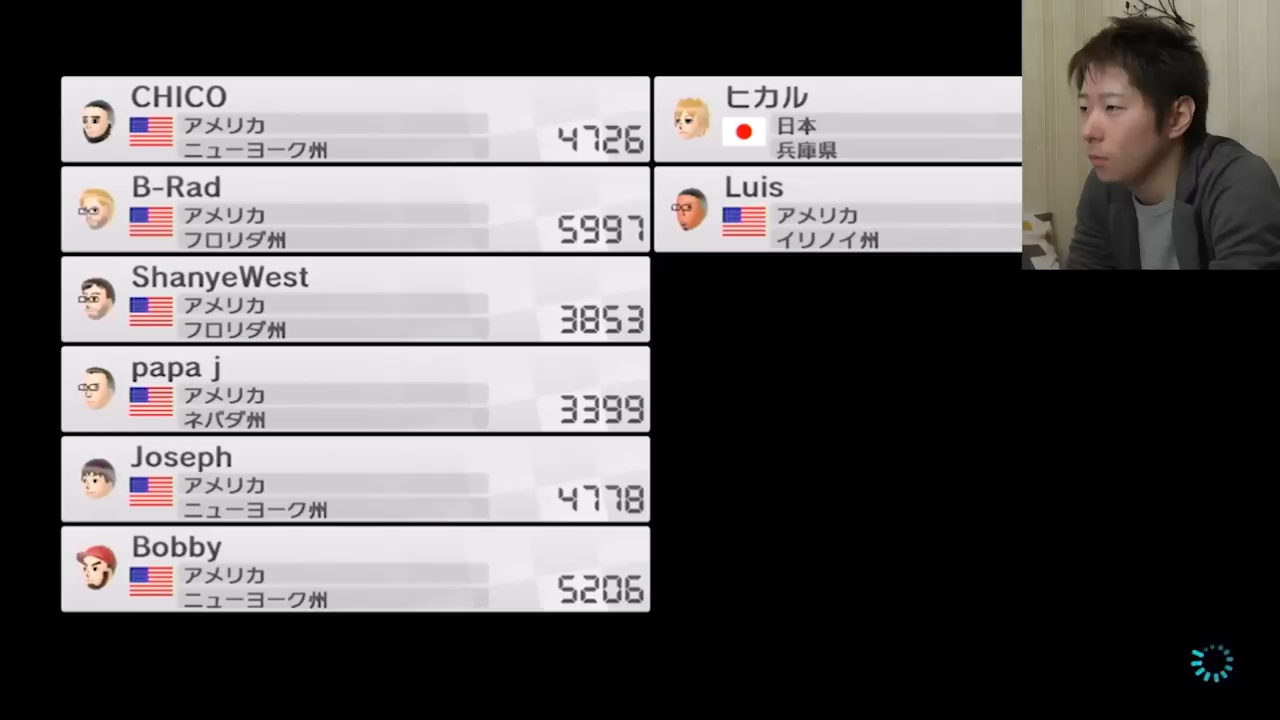 CHICO
アメリカ
ニューヨーク州
4726
B-Rad
アメリカ
フロリダ州
5997
ShanyeWest
アメリカ
フロリダ州
3853
papa j
アメリカ
ネバダ州
3399
Joseph
アメリカ
ニューヨーク州
4778
Bobby
アメリカ
ニューヨーク州
5206
ヒカル
日本
兵庫県
Luis
アメリカ
イリノイ州